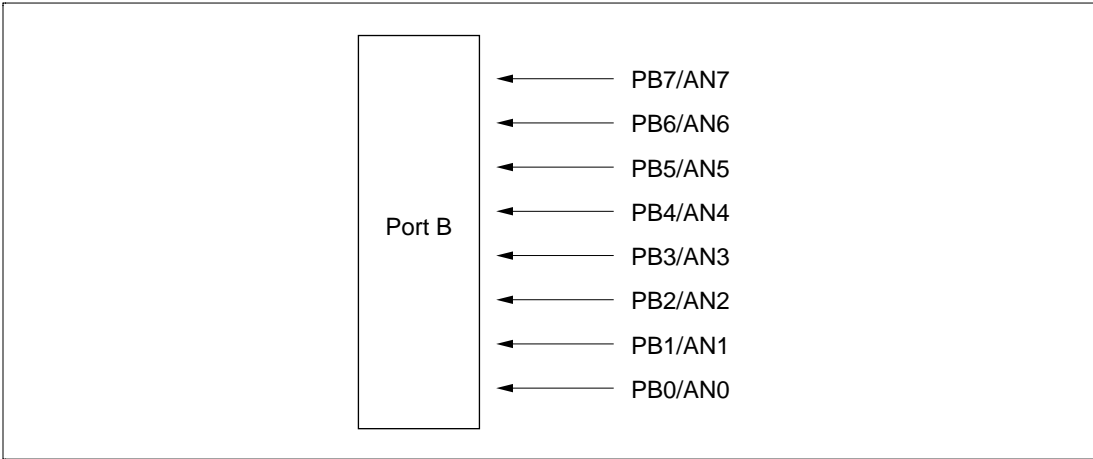 PB7/AN7
PB6/AN6
PB5/AN5
PB4/AN4
Port B
PB3/AN3
PB2/AN2
PB1/AN1
PB0/AN0